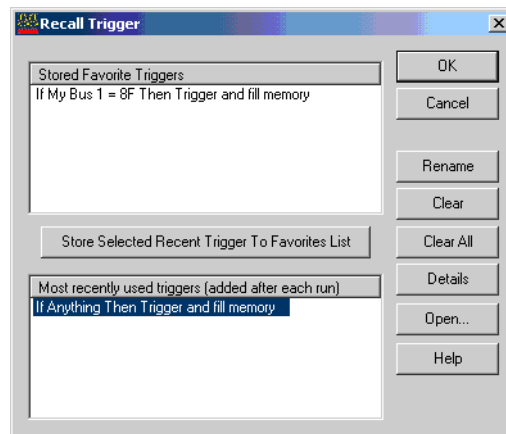 Recall Trigger
Stored Favorite Triggers
If My Bus 1 = 8F Then Trigger and fill memory
Store Selected Recent Trigger To Favorites List
Most recently used triggers (added after each run)
If Anything Then Trigger and fill memory
OK
Cancel
Rename
Clear
Clear All
Details
Open...
Help